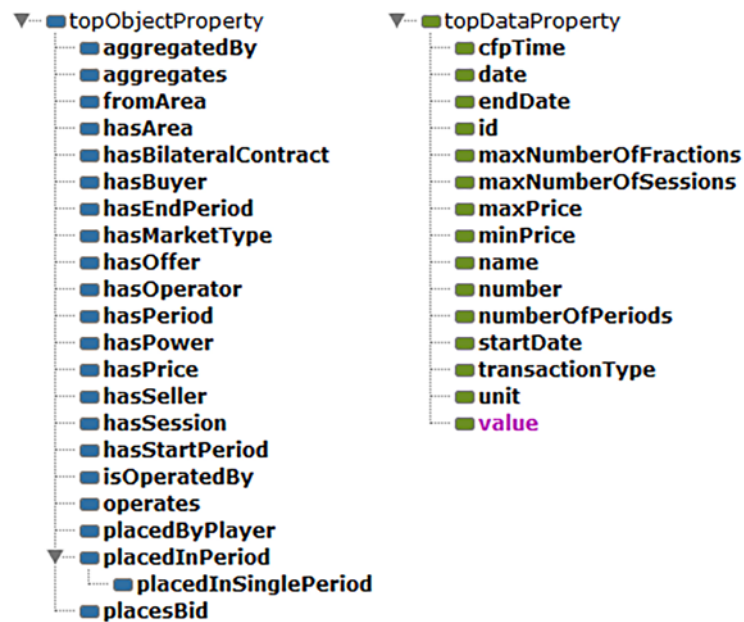 topObjectProperty
aggregatedBy
aggregates
fromArea
hasArea
hasBilateralContract
hasBuyer
hasEndPeriod
hasMarketType
hasOffer
hasOperator
hasPeriod
hasPower
hasPrice
hasSeller
hasSession
hasStartPeriod
isOperatedBy
operates
placedByPlayer
placedInPeriod
placedInSinglePeriod
placesBid
topDataProperty
cfpTime
date
endDate
id
maxNumberOfFractions
maxNumberOfSessions
maxPrice
minPrice
name
number
numberOfPeriods
startDate
transactionType
unit
value